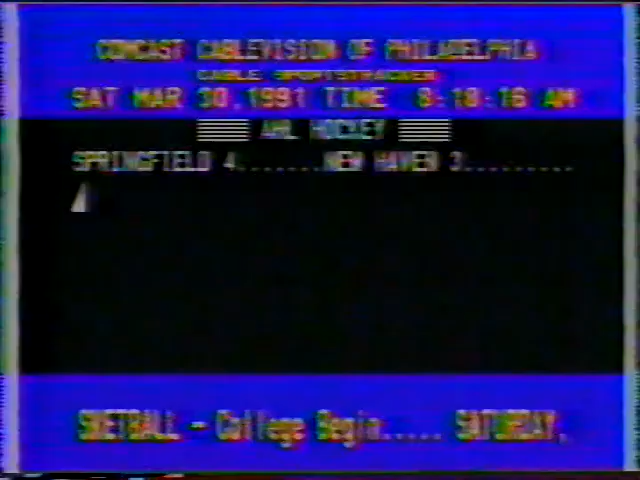 COMCAST CABLEVISION OF PHILADELPHIA
CABLE SPORTSTRACKER
SAT MAR 30,1991 TIME 8:18:16 AM
AHL HOCKEY
SPRINGFIELD 4.......NEW HAVEN 3.........
SKETBALL - College Begin..... SATURDAY,